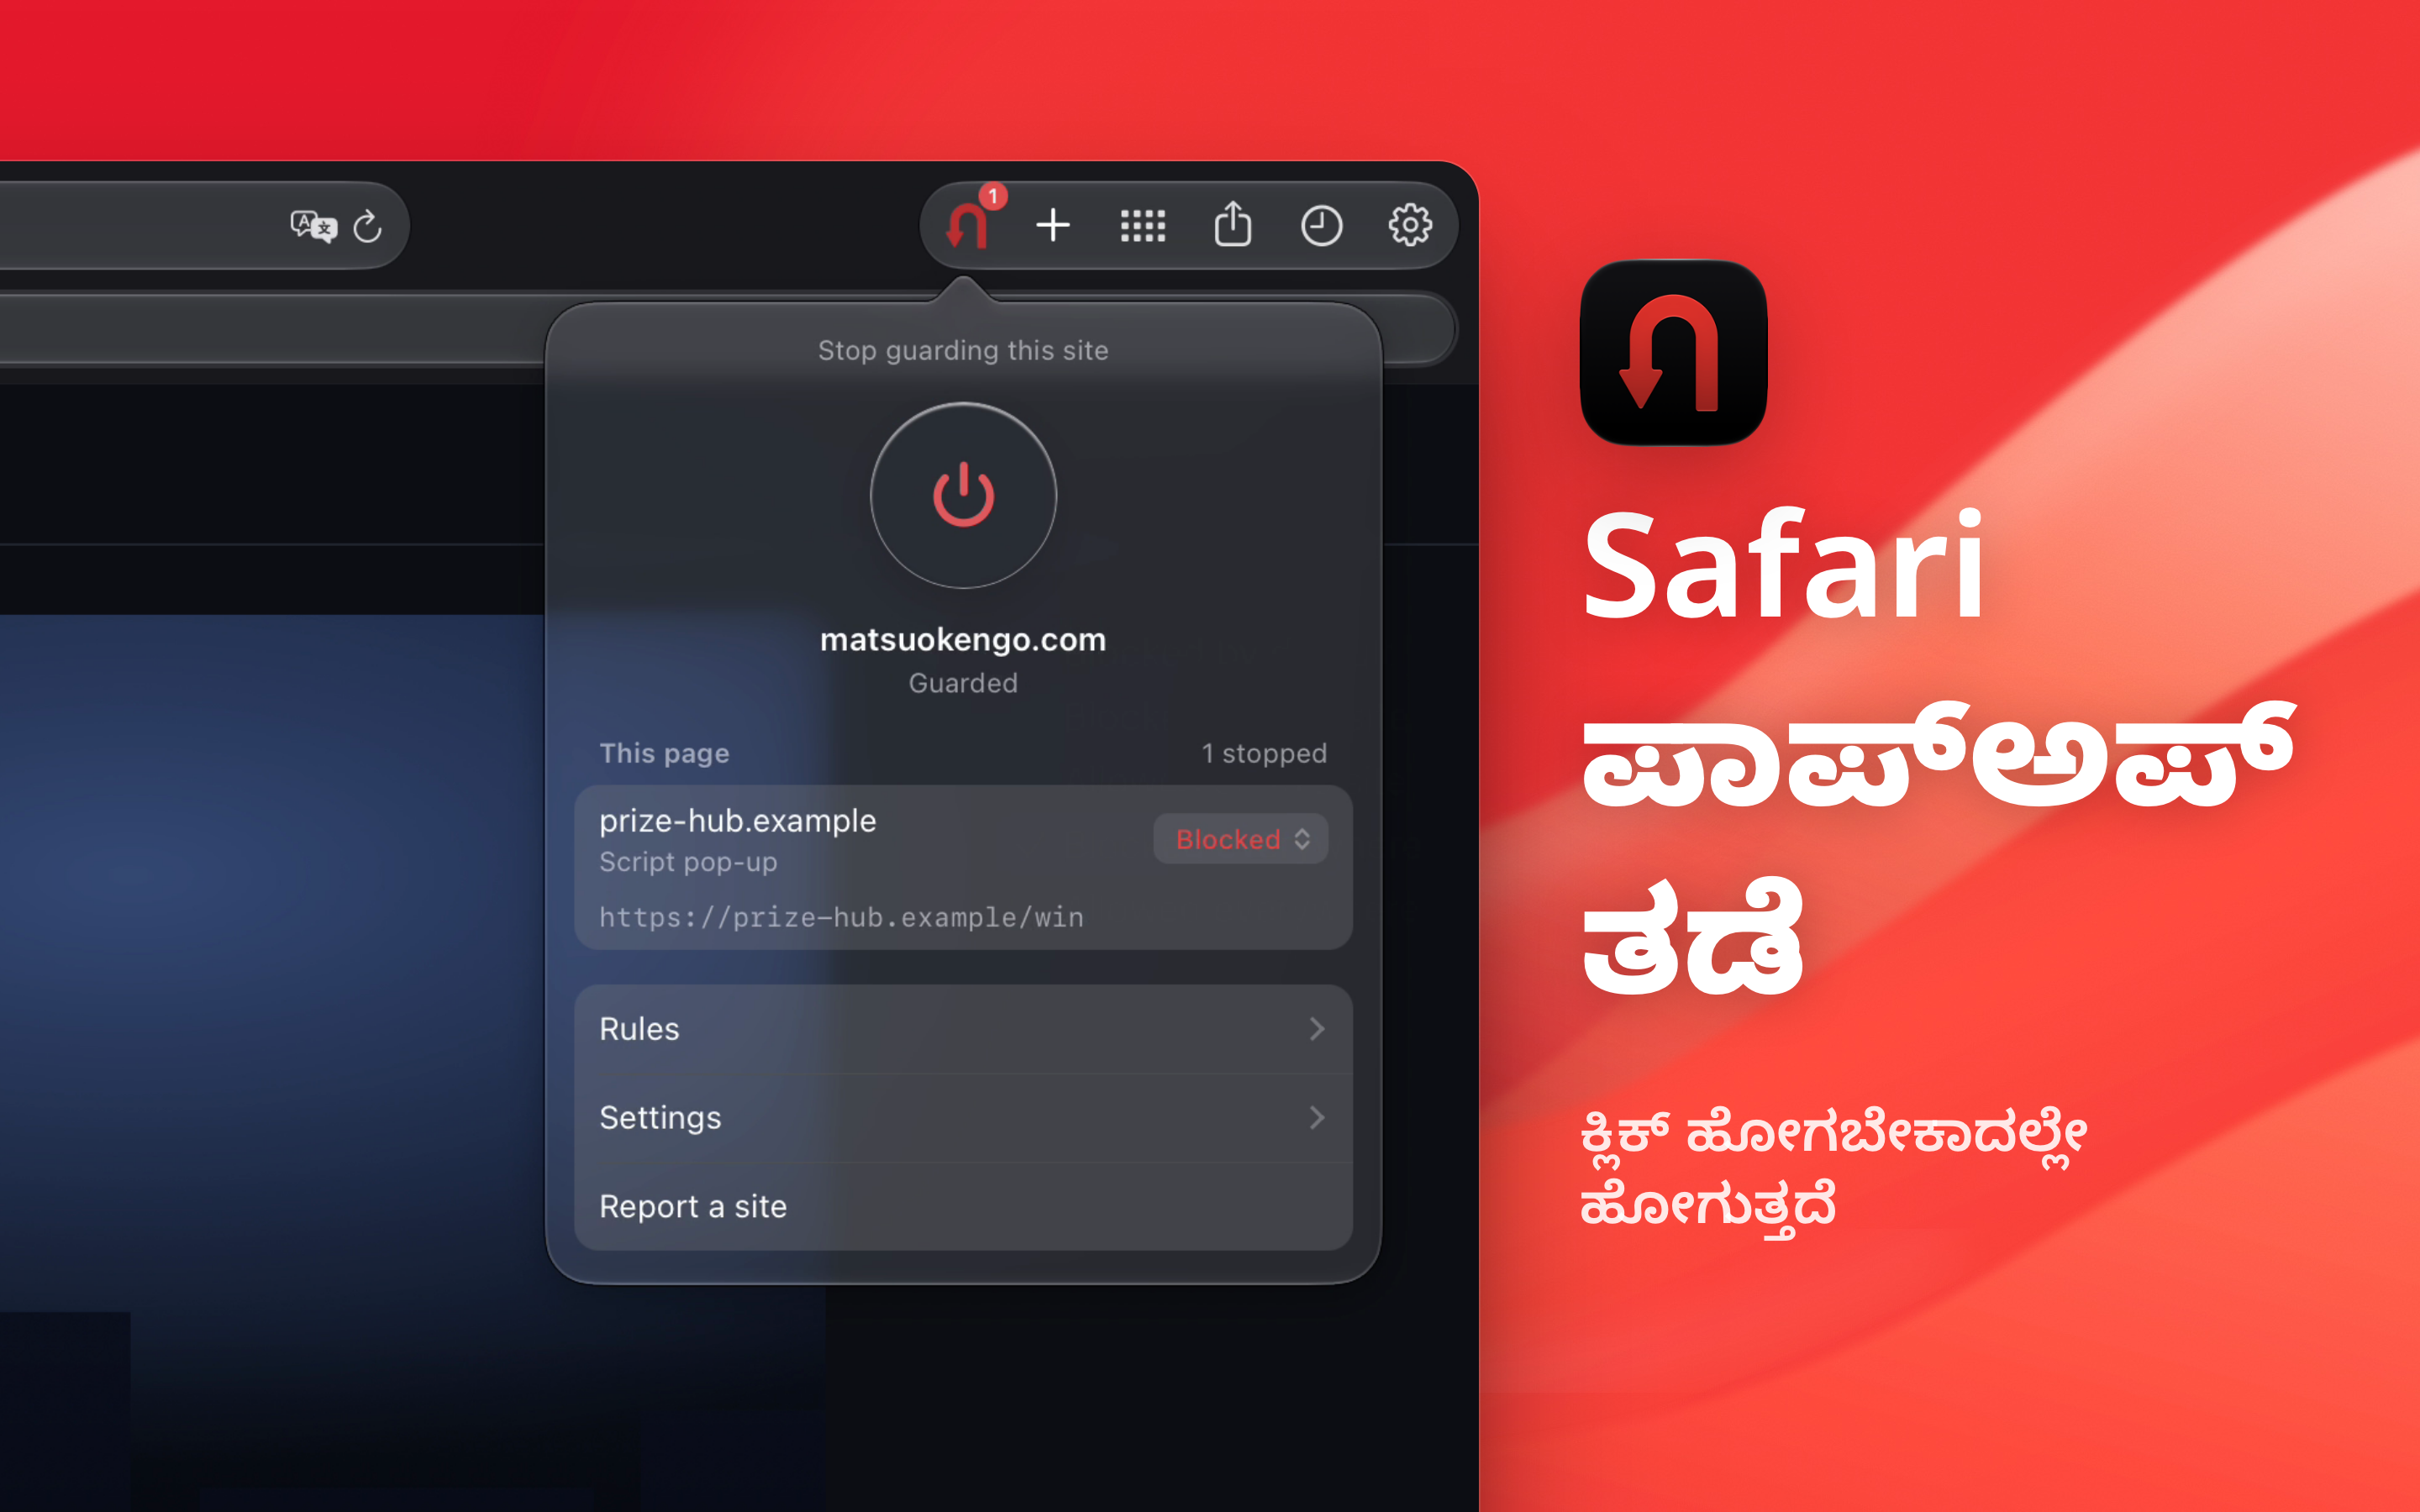 1
Stop guarding this site
matsuokengo.com
Guarded
This page
1 stopped
prize-hub.example
Blocked
Script pop-up
https://prize-hub.example/win
Rules
Settings
Report a site
Safari
ಪಾಪ್‌ಅಪ್
ತಡೆ
ಕ್ಲಿಕ್ ಹೋಗಬೇಕಾದಲ್ಲೇ
ಹೋಗುತ್ತದೆ